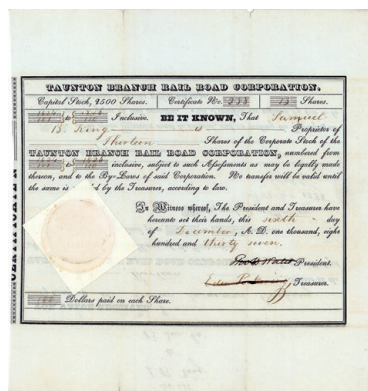 TAUNTON BRANCH RAIL ROAD CORPORATION.
Capital Stock, 2500 Shares. Certificate No. 13 Shares.
to Inclusive. BE IT KNOWN, That Samuel
B. King Proprietor of
Thirteen Shares of the Corporate Stock of the
TAUNTON BRANCH RAIL ROAD CORPORATION, numbered from
to inclusive, subject to such Assessments as may be legally made
thereon, and to the By-Laws of said Corporation. No transfer will be valid until
the same is by the Treasurer, according to law.
In Witness whereof, The President and Treasurer have
hereunto set their hands, this sixth day
of December, A. D. one thousand, eight
hundred and thirty seven.
President.
Treasurer.
Dollars paid on each Share.